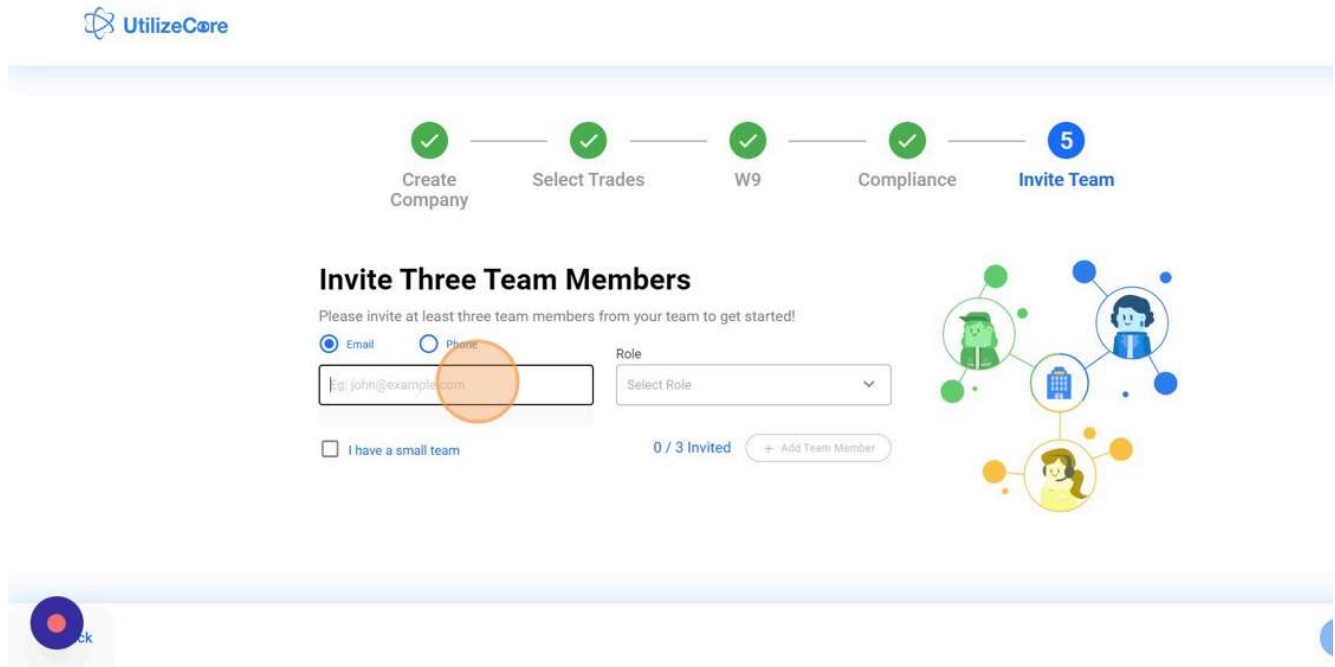 UtilizeCore
5
Create
Company
Select Trades
W9
Compliance
Invite Team
Invite Three Team Members
Please invite at least three team members from your team to get started!
Email
Phone
Role
Eg: john@example.com
Select Role
I have a small team
0 / 3 Invited
+ Add Team Member
ck